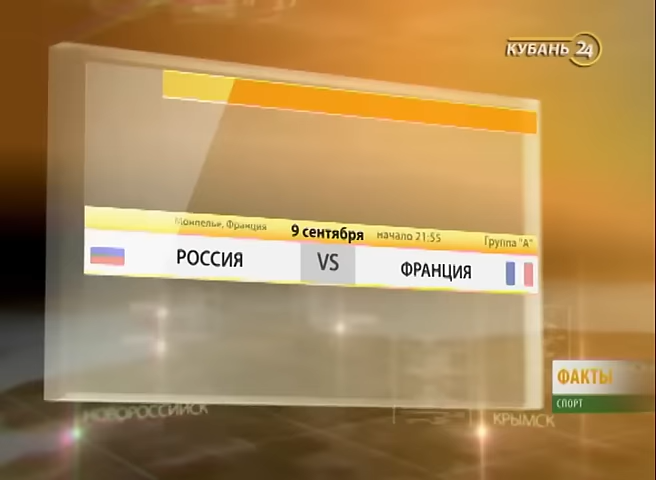 КУБАНЬ 24
Монпелье, Франция 9 сентября начало 21:55 Группа "А"
РОССИЯ VS ФРАНЦИЯ
ФАКТЫ
СПОРТ
НОВОРОССИЙСК
КРЫМСК